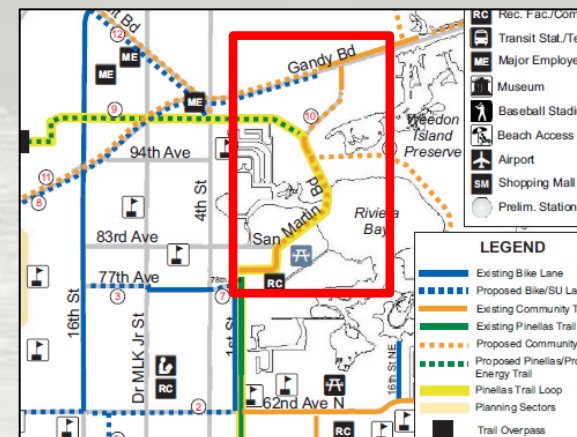 12
ME
ME
ME
Gandy Bd
9
10
Weedon
Island
Preserve
94th Ave
11
8
4th St
San Martin Bd
Riviera
Bay
83rd Ave
77th Ave
78th
RC
3
7
16th St
Dr MLK Jr St
1st St
16th St NE
RC
2
62nd Ave N
RC
RC Rec. Fac./Com
Transit Stat./Te
ME Major Employe
Museum
Baseball Stadi
Beach Access
Airport
SM Shopping Mall
Prelim. Station
LEGEND
Existing Bike Lane
Proposed Bike/SU La
Existing Community T
Existing Pinellas Trail
Proposed Community
Proposed Pinellas/Pro
Energy Trail
Pinellas Trail Loop
Planning Sectors
Trail Overpass